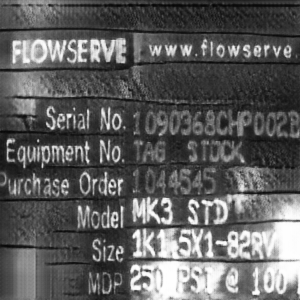 FLOWSERVE www.flowserve.
Serial No. 1090368CHP002B
Equipment No. TAG STOCK
Purchase Order 1044545
Model MK3 STD
Size 1K1.5X1-82RV
MDP 250 PSI @ 100